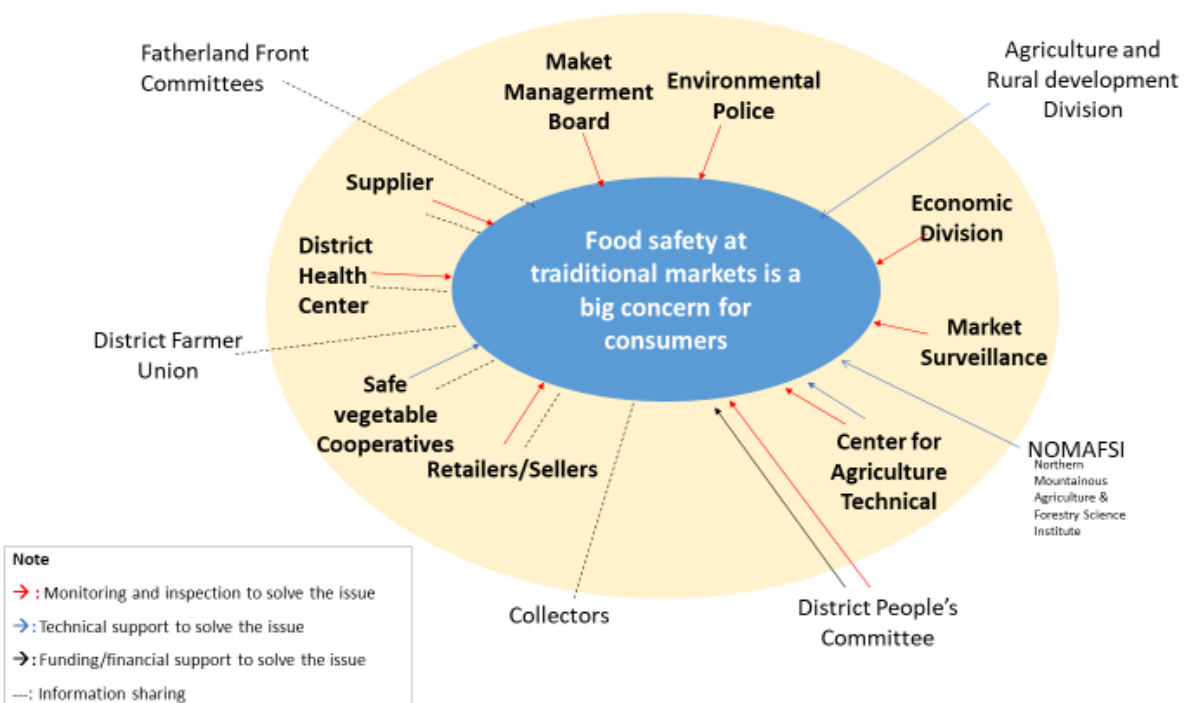 Fatherland Front
Committees
Maket
Managerment
Board
Environmental
Police
Agriculture and
Rural development
Division
Supplier
Economic
Division
District
Health
Center
Food safety at
traiditional markets is a
big concern for
consumers
District Farmer
Union
Market
Surveillance
Safe
vegetable
Cooperatives
Retailers/Sellers
Center for
Agriculture
Technical
NOMAFSI
Northern
Mountainous
Agriculture &
Forestry Science
Institute
Collectors
District People's
Committee
Note
→ : Monitoring and inspection to solve the issue
→: Technical support to solve the issue
→: Funding/financial support to solve the issue
---: Information sharing